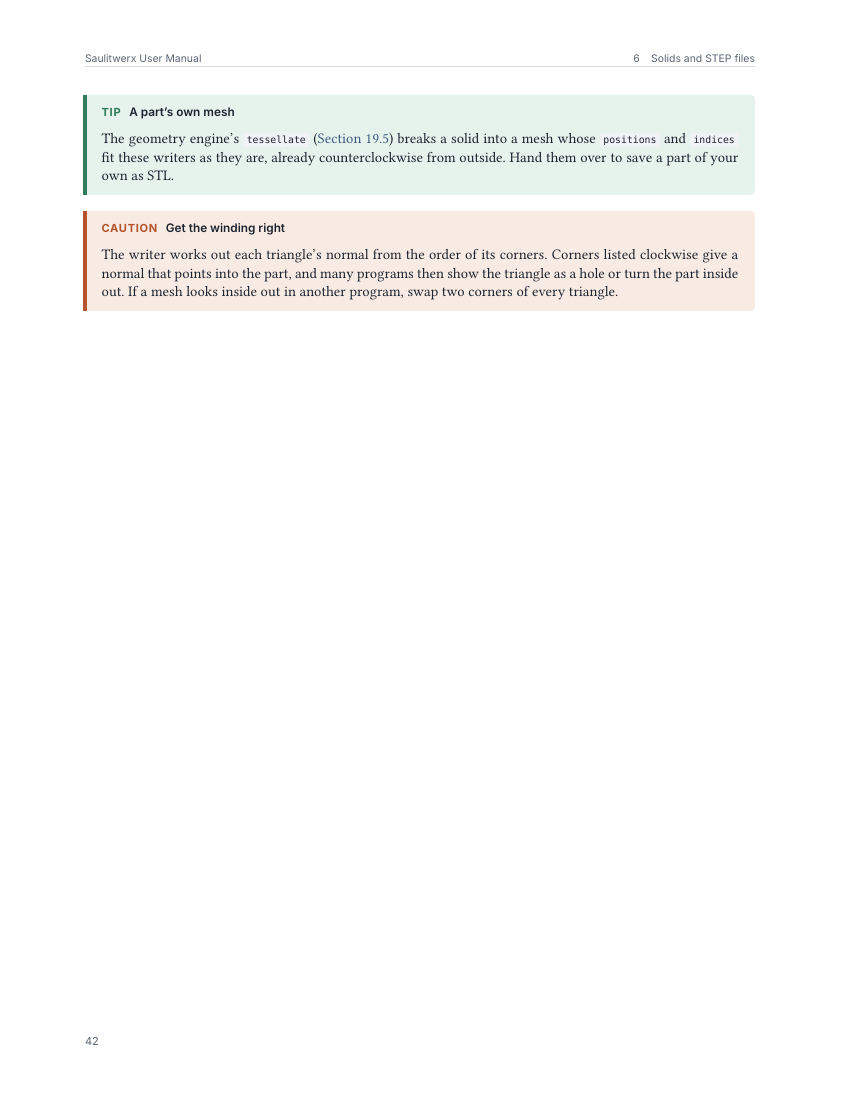 Saulitwerx User Manual
6 Solids and STEP files
TIP A part’s own mesh
The geometry engine’s tessellate (Section 19.5) breaks a solid into a mesh whose positions and indices
fit these writers as they are, already counterclockwise from outside. Hand them over to save a part of your
own as STL.
CAUTION Get the winding right
The writer works out each triangle’s normal from the order of its corners. Corners listed clockwise give a
normal that points into the part, and many programs then show the triangle as a hole or turn the part inside
out. If a mesh looks inside out in another program, swap two corners of every triangle.
42